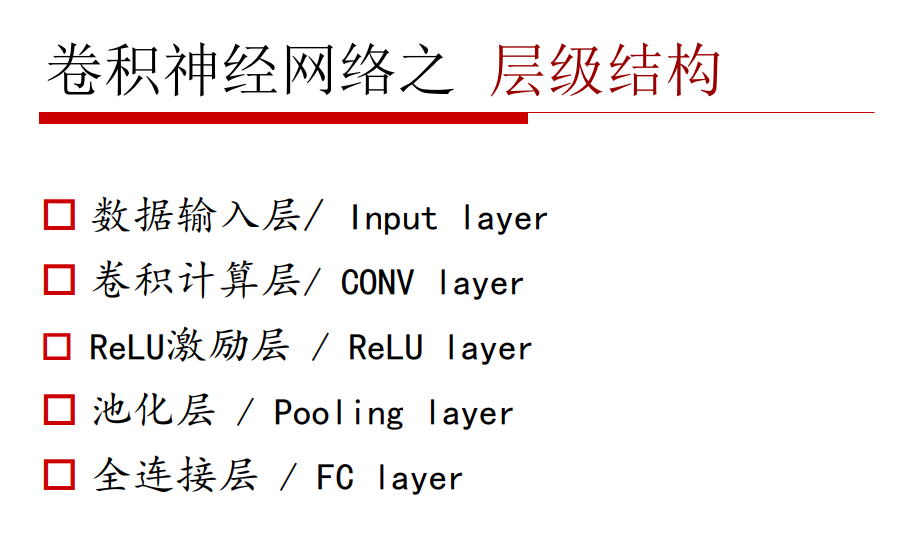 卷积神经网络之 层级结构
数据输入层/ Input layer
卷积计算层/ CONV layer
ReLU激励层 / ReLU layer
池化层 / Pooling layer
全连接层 / FC layer